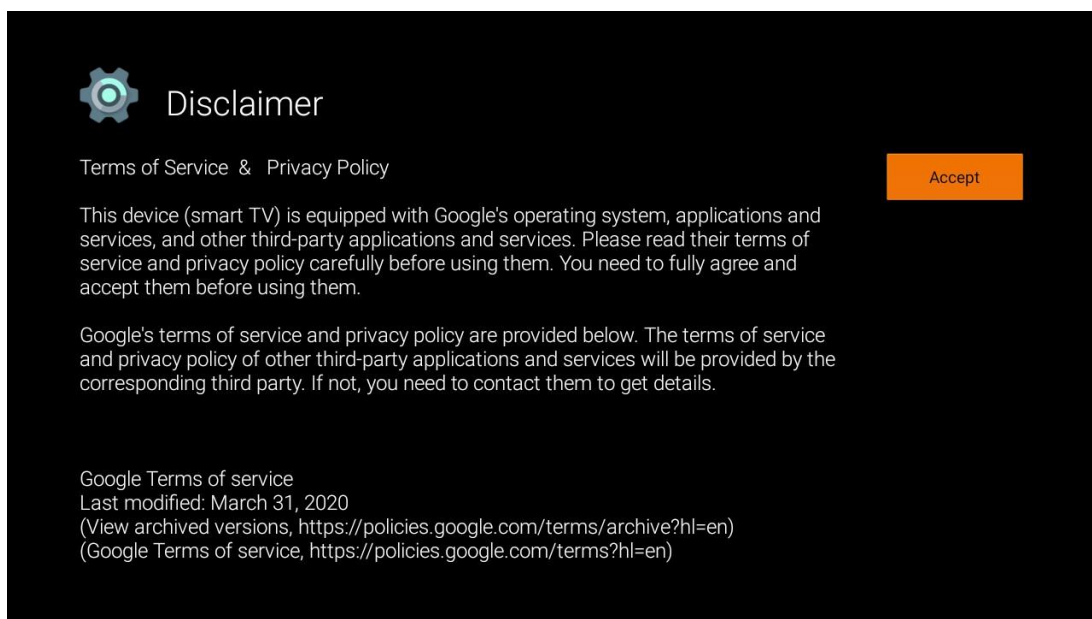 Disclaimer
Terms of Service & Privacy Policy
Accept
This device (smart TV) is equipped with Google's operating system, applications and
services, and other third-party applications and services. Please read their terms of
service and privacy policy carefully before using them. You need to fully agree and
accept them before using them.
Google's terms of service and privacy policy are provided below. The terms of service
and privacy policy of other third-party applications and services will be provided by the
corresponding third party. If not, you need to contact them to get details.
Google Terms of service
Last modified: March 31, 2020
(View archived versions, https://policies.google.com/terms/archive?hl=en)
(Google Terms of service, https://policies.google.com/terms?hl=en)